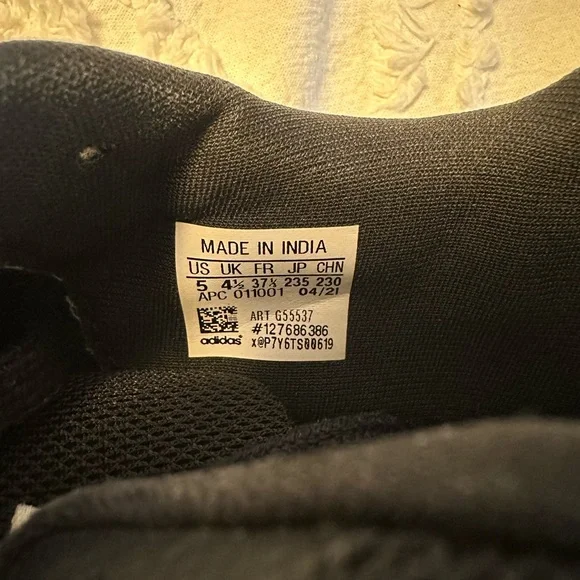 MADE IN INDIA
US UK FR JP CHN
5 4½ 37⅓ 235 230
APC 011001 04/21
ART G55537
#127686386
adidas® x@P7Y6TS00619